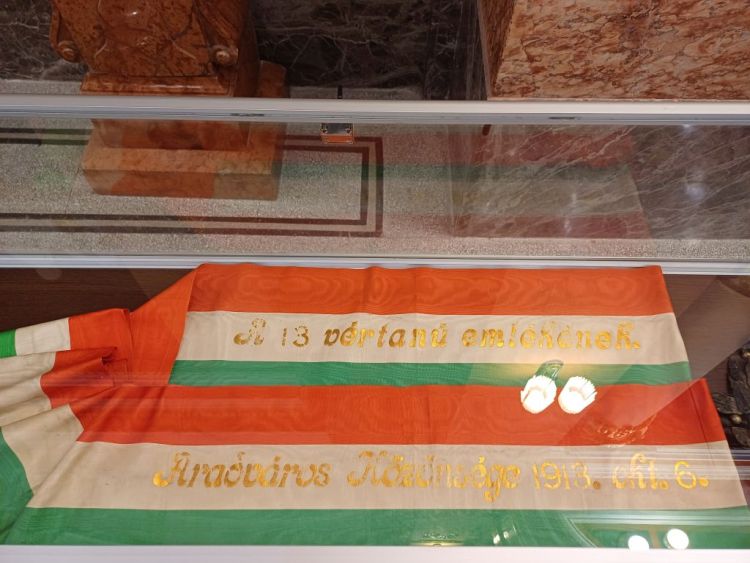 A 13 vértanú emlékének.
Aradváros Közönsége 1913. okt. 6.